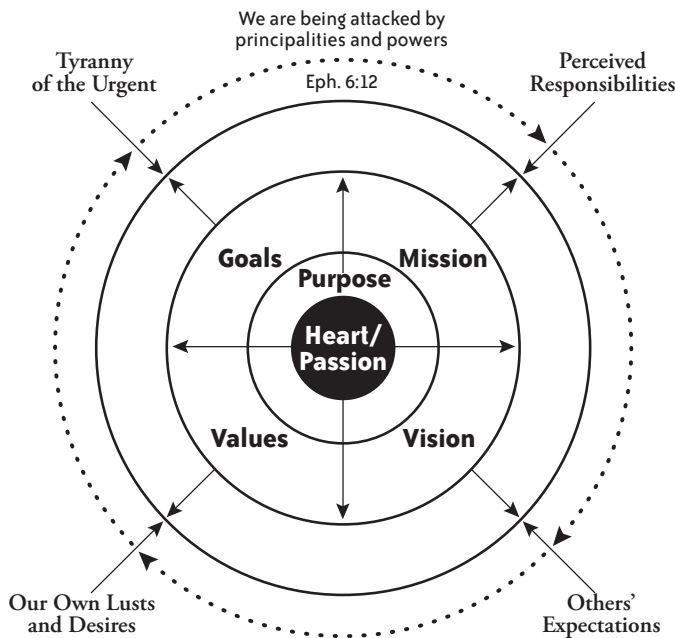 We are being attacked by
principalities and powers
Eph. 6:12
Tyranny
of the Urgent
Perceived
Responsibilities
Goals
Mission
Purpose
Heart/
Passion
Values
Vision
Our Own Lusts
and Desires
Others’
Expectations